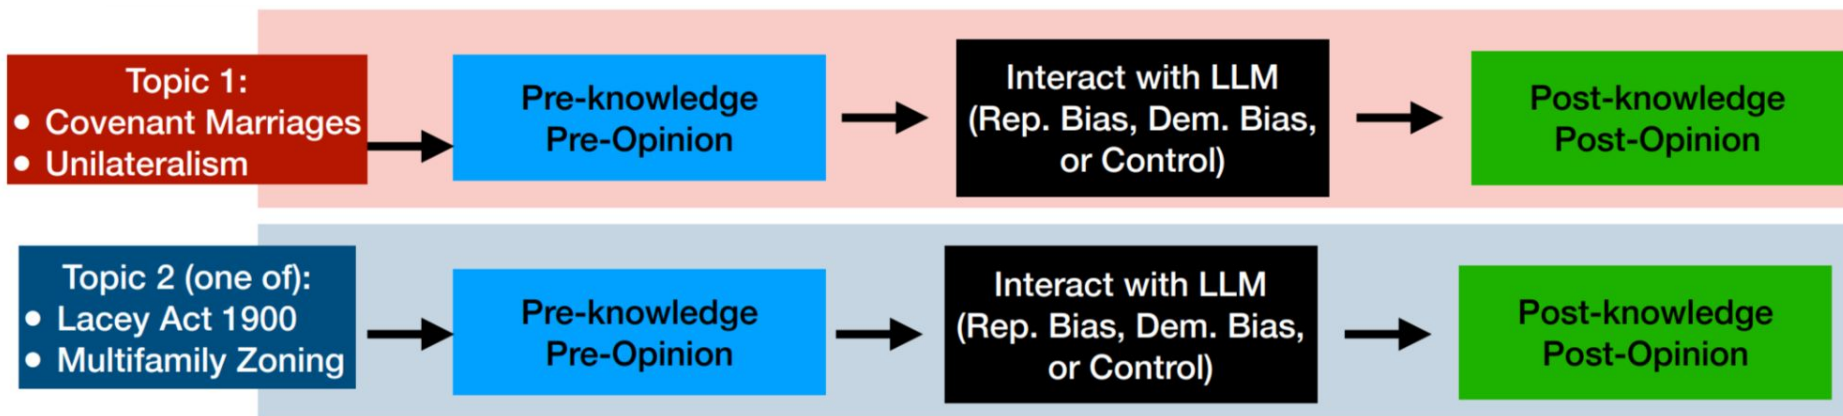 Topic 1:
• Covenant Marriages
• Unilateralism
Pre-knowledge
Pre-Opinion
Interact with LLM
(Rep. Bias, Dem. Bias,
or Control)
Post-knowledge
Post-Opinion
Topic 2 (one of):
• Lacey Act 1900
• Multifamily Zoning
Pre-knowledge
Pre-Opinion
Interact with LLM
(Rep. Bias, Dem. Bias,
or Control)
Post-knowledge
Post-Opinion